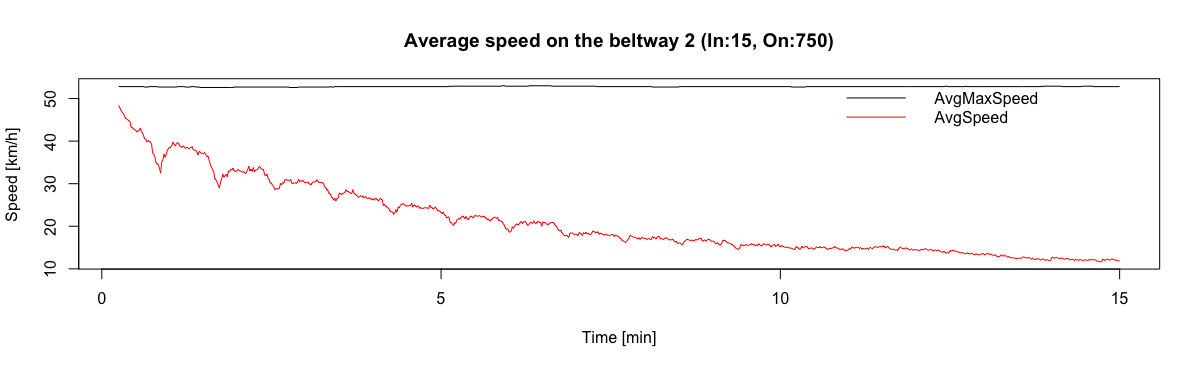 Average speed on the beltway 2 (In:15, On:750)
Speed [km/h]
50
40
30
20
10
AvgMaxSpeed
AvgSpeed
0 5 10 15
Time [min]